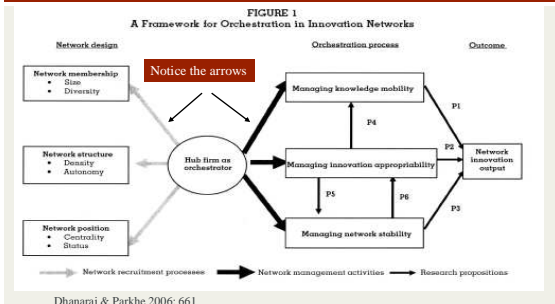 FIGURE 1
A Framework for Orchestration in Innovation Networks
Network design
Orchestration process
Outcome
Notice the arrows
Network membership
• Size
• Diversity
Network structure
• Density
• Autonomy
Network position
• Centrality
• Status
Hub firm as
orchestrator
Managing knowledge mobility
P4
Managing innovation appropriability
P5
P6
Managing network stability
P1
P2
P3
Network
innovation
output
Network recruitment processes
Network management activities
Research propositions
Dhanaraj & Parkhe 2006: 661